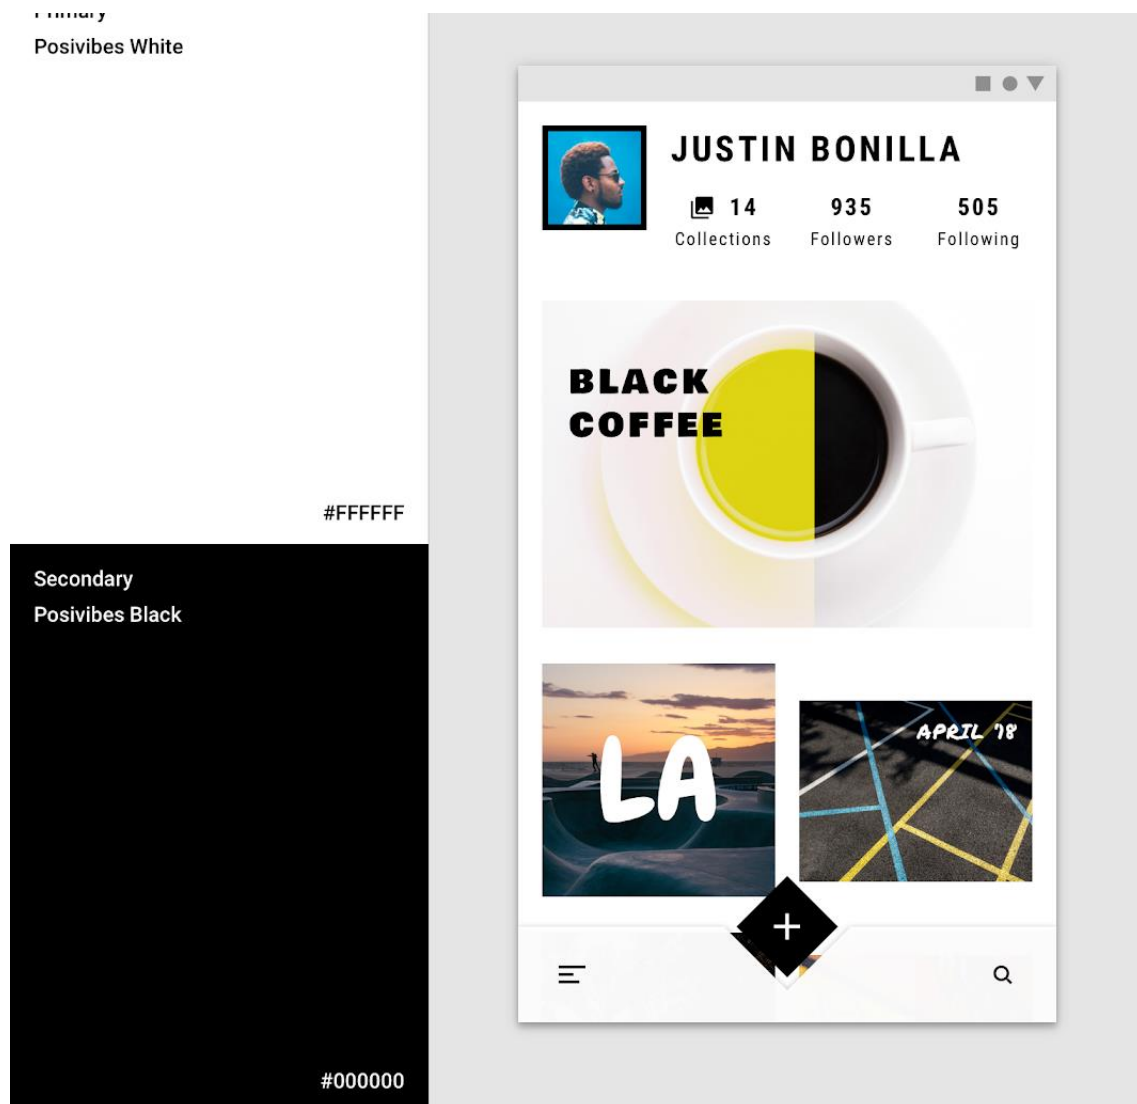 Primary
Posivibes White
#FFFFFF
Secondary
Posivibes Black
#000000
JUSTIN BONILLA
14
Collections
935
Followers
505
Following
BLACK
COFFEE
LA
APRIL '18